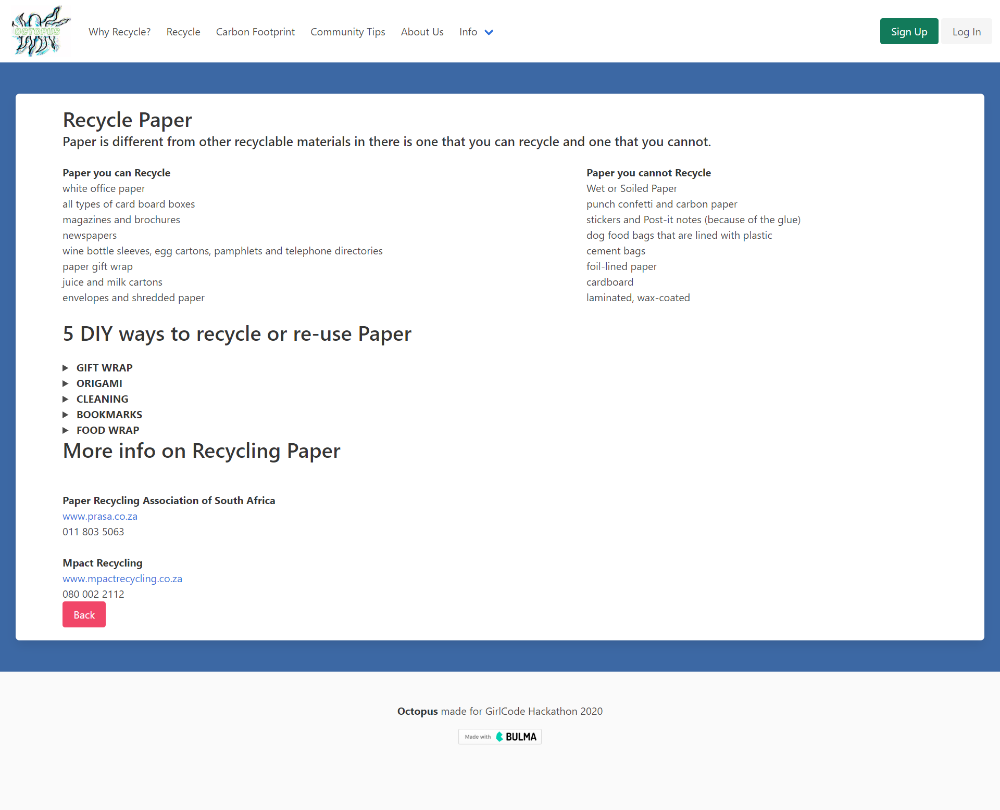 OCTOPUS
Why Recycle? Recycle Carbon Footprint Community Tips About Us Info Sign Up Log In
Recycle Paper
Paper is different from other recyclable materials in there is one that you can recycle and one that you cannot.
Paper you can Recycle
white office paper
all types of card board boxes
magazines and brochures
newspapers
wine bottle sleeves, egg cartons, pamphlets and telephone directories
paper gift wrap
juice and milk cartons
envelopes and shredded paper
Paper you cannot Recycle
Wet or Soiled Paper
punch confetti and carbon paper
stickers and Post-it notes (because of the glue)
dog food bags that are lined with plastic
cement bags
foil-lined paper
cardboard
laminated, wax-coated
5 DIY ways to recycle or re-use Paper
GIFT WRAP
ORIGAMI
CLEANING
BOOKMARKS
FOOD WRAP
More info on Recycling Paper
Paper Recycling Association of South Africa
www.prasa.co.za
011 803 5063
Mpact Recycling
www.mpactrecycling.co.za
080 002 2112
Back
Octopus made for GirlCode Hackathon 2020
Made with BULMA